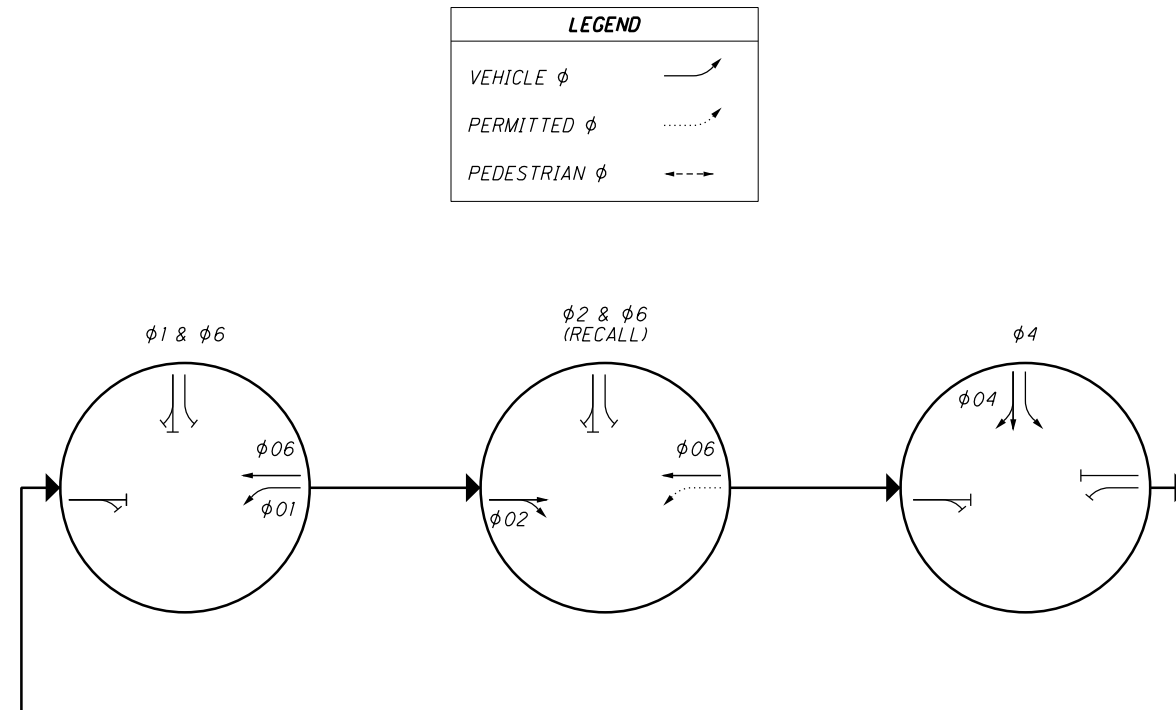 LEGEND
VEHICLE ϕ
PERMITTED ϕ
PEDESTRIAN ϕ
ϕ1 & ϕ6
ϕ2 & ϕ6
(RECALL)
ϕ4
ϕ06
ϕ01
ϕ06
ϕ02
ϕ04